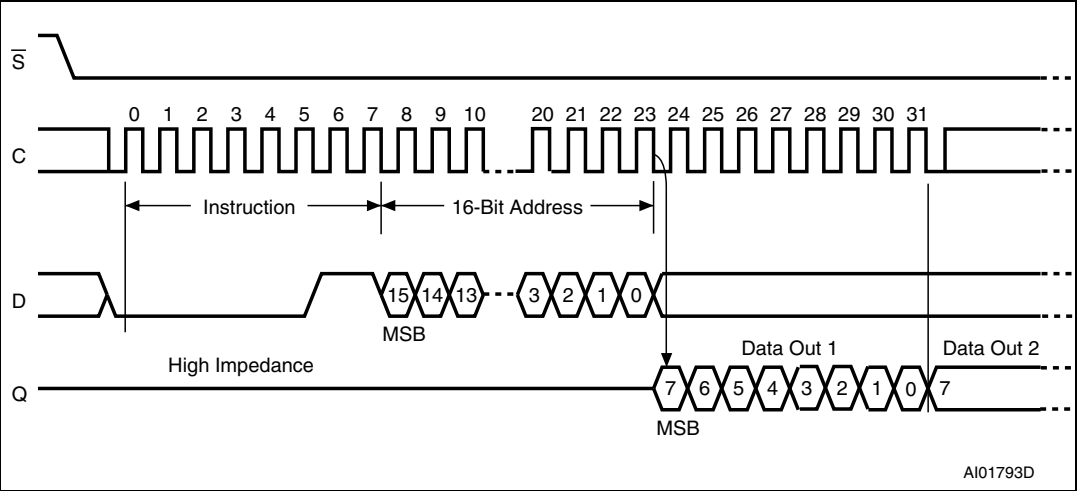 S̅
0 1 2 3 4 5 6 7 8 9 10 20 21 22 23 24 25 26 27 28 29 30 31
C
Instruction 16-Bit Address
D 15 14 13 3 2 1 0
MSB
High Impedance Data Out 1 Data Out 2
Q 7 6 5 4 3 2 1 0 7
MSB
AI01793D